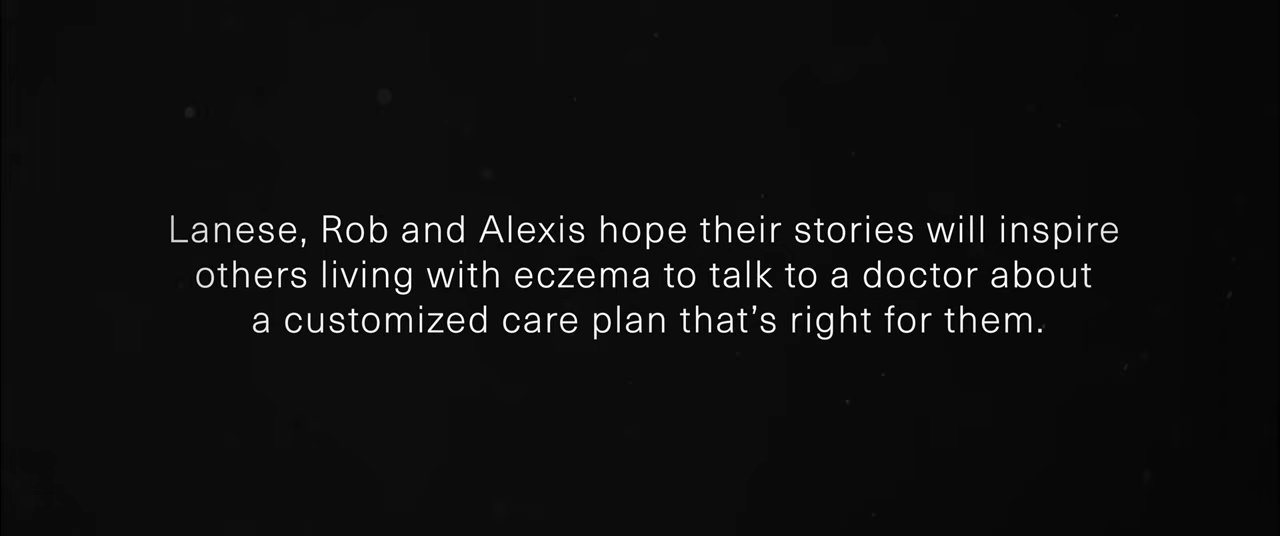 Lanese, Rob and Alexis hope their stories will inspire
others living with eczema to talk to a doctor about
a customized care plan that’s right for them.